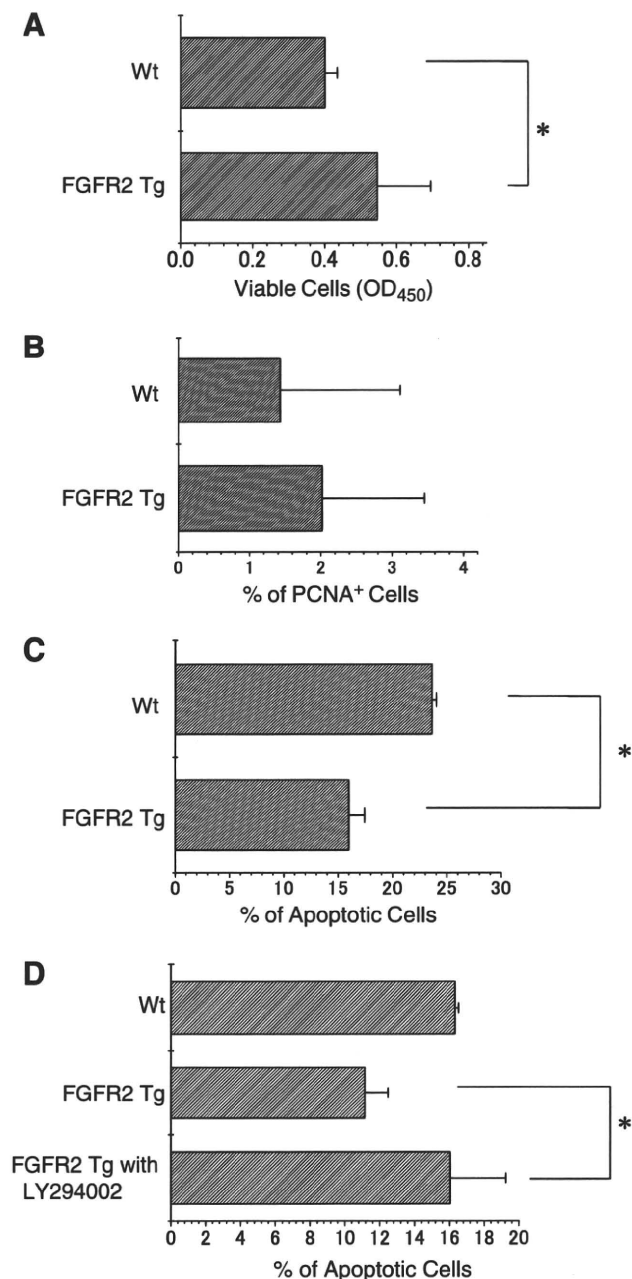 A
Wt
FGFR2 Tg
*
0.0 0.2 0.4 0.6 0.8
Viable Cells (OD450)
B
Wt
FGFR2 Tg
0 1 2 3 4
% of PCNA+ Cells
C
Wt
FGFR2 Tg
*
0 5 10 15 20 25 30
% of Apoptotic Cells
D
Wt
FGFR2 Tg
*
FGFR2 Tg with
LY294002
0 2 4 6 8 10 12 14 16 18 20
% of Apoptotic Cells